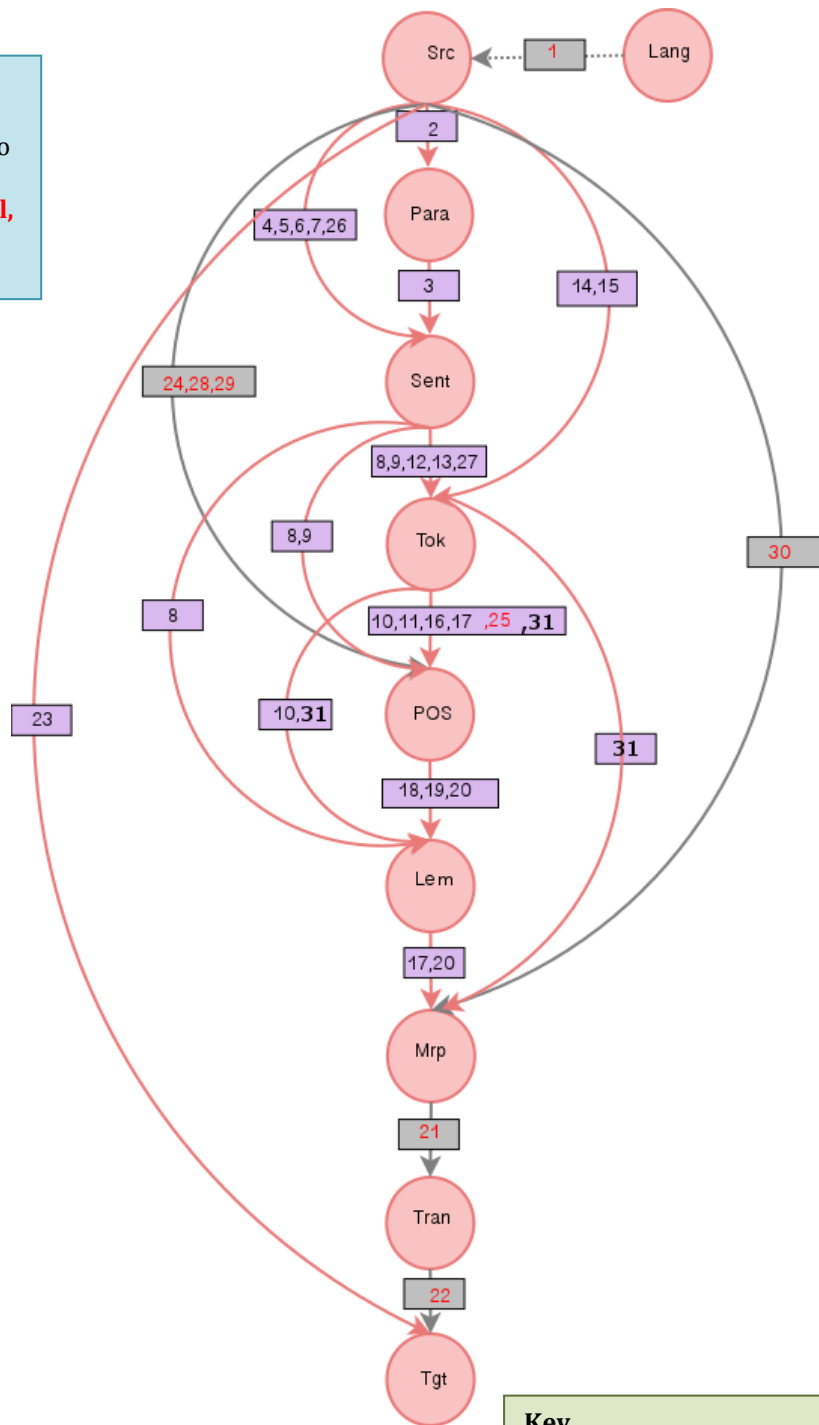 Src
1
Lang
o
l,
2
4,5,6,7,26
Para
3
14,15
Sent
24,28,29
8,9,12,13,27
8,9
Tok
30
8
10,11,16,17 ,25 ,31
23
10,31
POS
31
18,19,20
Lem
17,20
Mrp
21
Tran
22
Tgt
Key